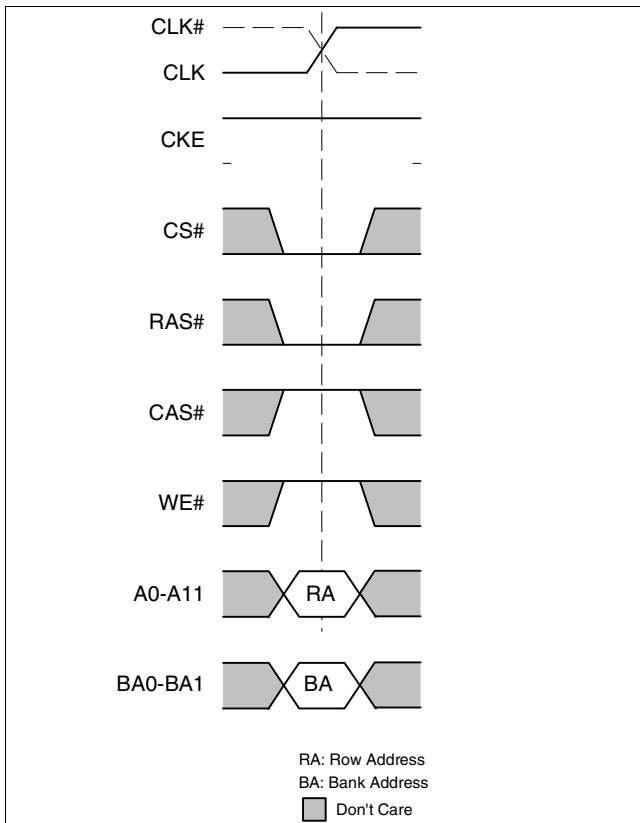 CLK#
CLK
CKE
CS#
RAS#
CAS#
WE#
A0-A11
RA
BA0-BA1
BA
RA: Row Address
BA: Bank Address
Don't Care